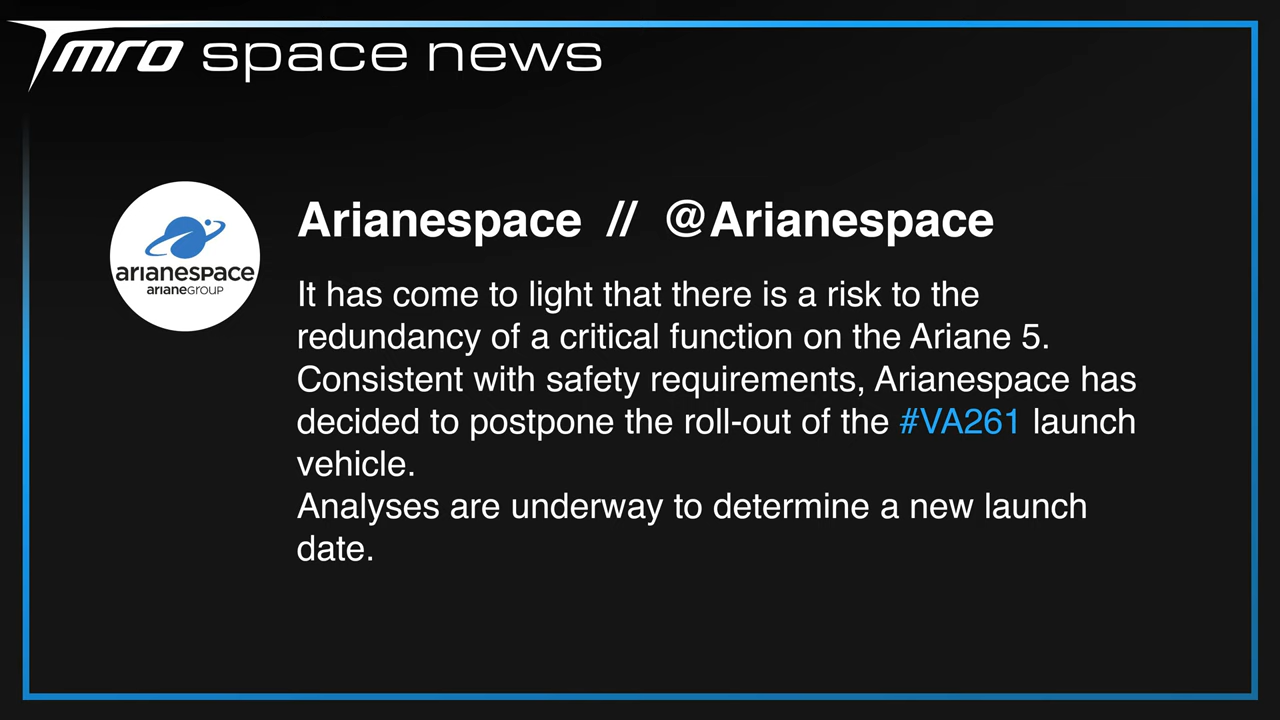 Tmro space news
arianespace
arianeGROUP
Arianespace // @Arianespace
It has come to light that there is a risk to the
redundancy of a critical function on the Ariane 5.
Consistent with safety requirements, Arianespace has
decided to postpone the roll-out of the #VA261 launch
vehicle.
Analyses are underway to determine a new launch
date.